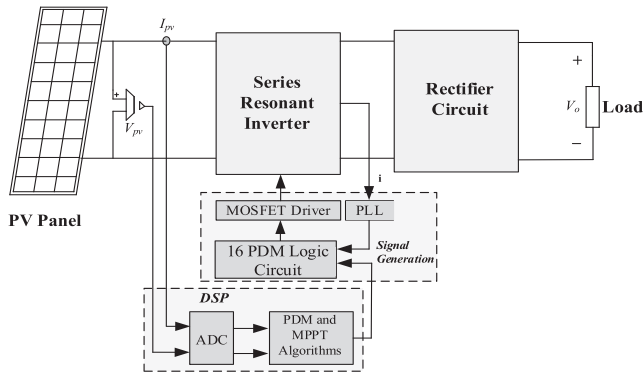 I_pv
Series
Resonant
Inverter
Rectifier
Circuit
+
V_pv
+
V_o
−
Load
PV Panel
i
MOSFET Driver
PLL
16 PDM Logic
Circuit
Signal
Generation
DSP
ADC
PDM and
MPPT
Algorithms